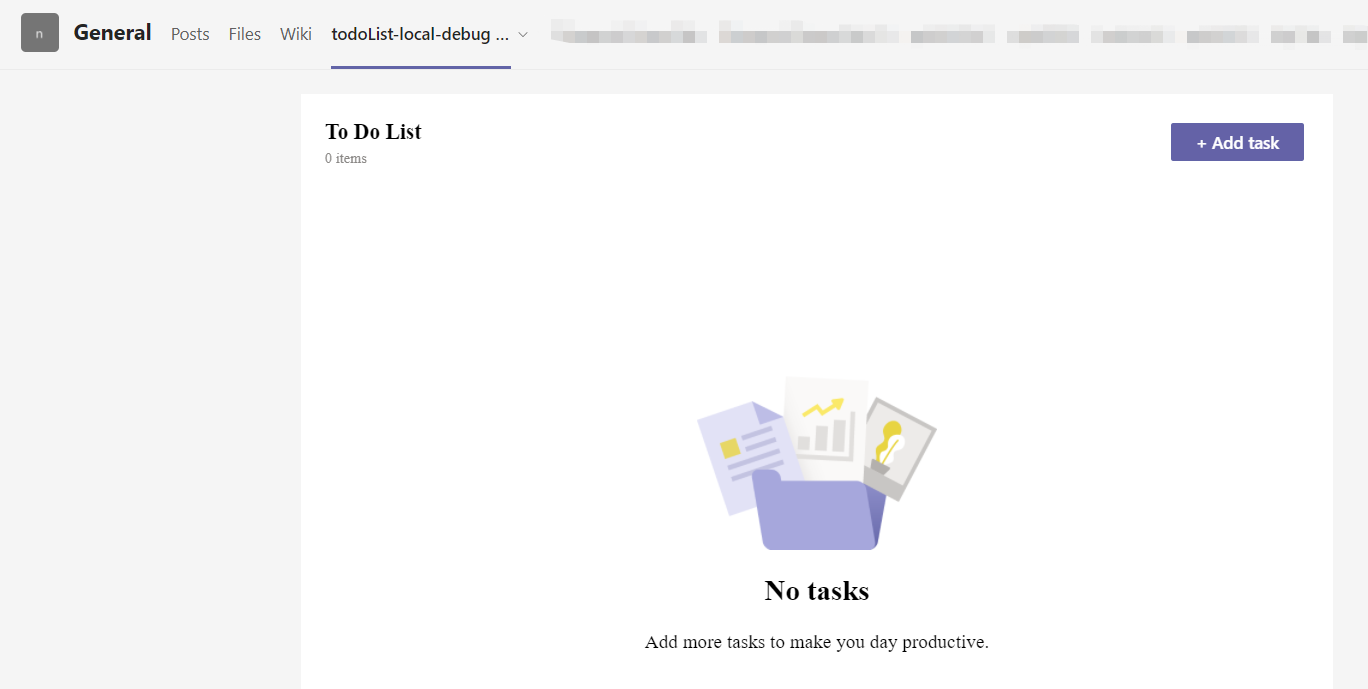 n General Posts Files Wiki todoList-local-debug ...
To Do List
0 items
+ Add task
No tasks
Add more tasks to make you day productive.